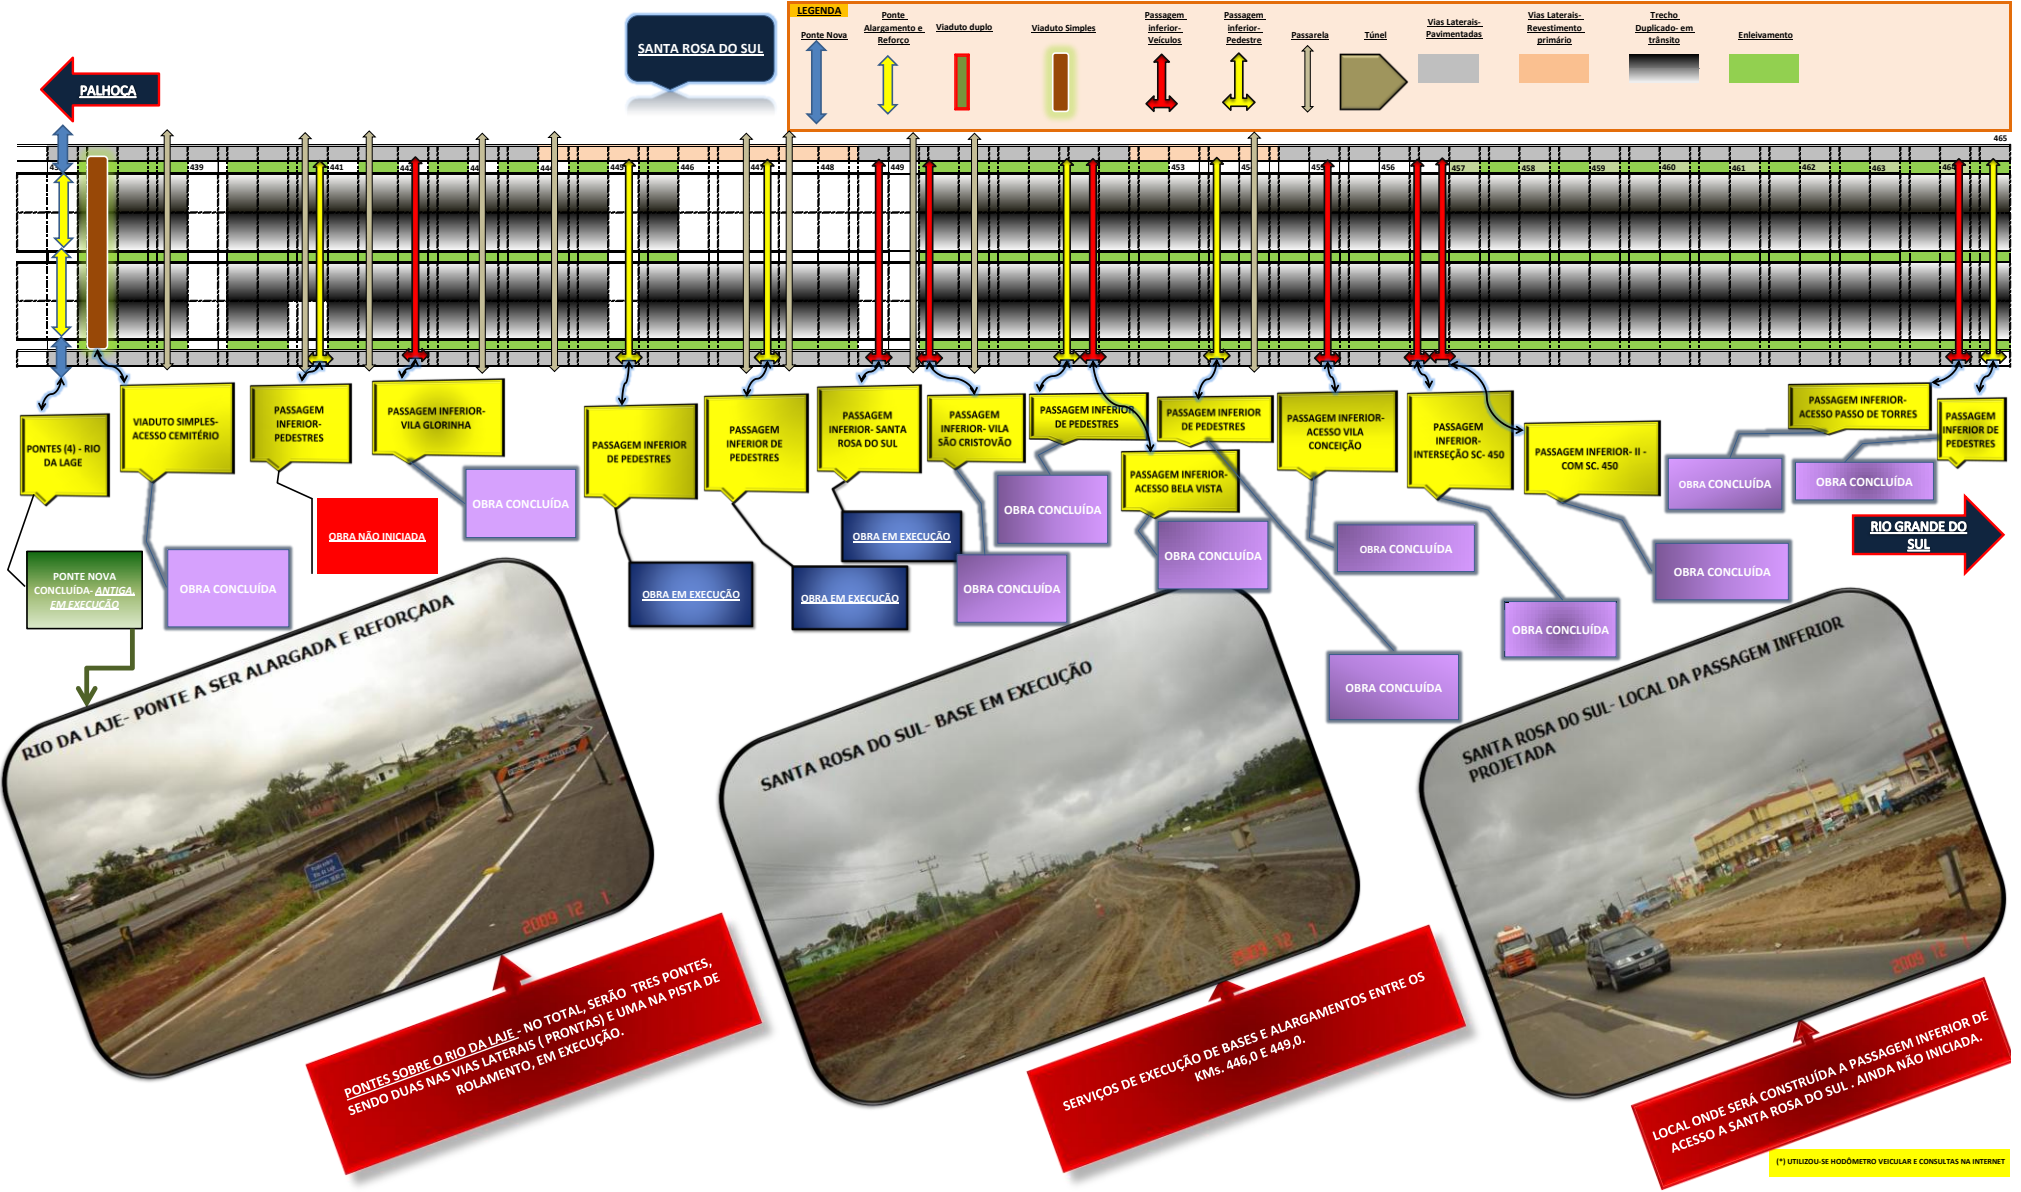 SANTA ROSA DO SUL
LEGENDA
Ponte Nova
Ponte
Alargamento e
Reforço
Viaduto duplo
Viaduto Simples
Passagem
inferior-
Veículos
Passagem
inferior-
Pedestre
Passarela
Túnel
Vias Laterais-
Pavimentadas
Vias Laterais-
Revestimento
primário
Trecho
Duplicado- em
trânsito
Enleivamento
PALHOÇA
465
439
441
446
448
449
453
456
457
458
459
460
461
462
463
PONTES (4) - RIO
DA LAGE
VIADUTO SIMPLES-
ACESSO CEMITÉRIO
PASSAGEM
INFERIOR-
PEDESTRES
PASSAGEM INFERIOR-
VILA GLORINHA
PASSAGEM INFERIOR
DE PEDESTRES
PASSAGEM
INFERIOR DE
PEDESTRES
PASSAGEM
INFERIOR- SANTA
ROSA DO SUL
PASSAGEM
INFERIOR- VILA
SÃO CRISTOVÃO
PASSAGEM INFERIOR
DE PEDESTRES
PASSAGEM INFERIOR-
ACESSO BELA VISTA
PASSAGEM INFERIOR
DE PEDESTRES
PASSAGEM INFERIOR-
ACESSO VILA
CONCEIÇÃO
PASSAGEM
INFERIOR-
INTERSEÇÃO SC- 450
PASSAGEM INFERIOR- II -
COM SC. 450
PASSAGEM INFERIOR-
ACESSO PASSO DE TORRES
PASSAGEM
INFERIOR DE
PEDESTRES
PONTE NOVA
CONCLUÍDA- ANTIGA,
EM EXECUÇÃO
OBRA CONCLUÍDA
OBRA NÃO INICIADA
OBRA CONCLUÍDA
OBRA EM EXECUÇÃO
OBRA EM EXECUÇÃO
OBRA EM EXECUÇÃO
OBRA CONCLUÍDA
OBRA CONCLUÍDA
OBRA CONCLUÍDA
OBRA CONCLUÍDA
OBRA CONCLUÍDA
OBRA CONCLUÍDA
OBRA CONCLUÍDA
OBRA CONCLUÍDA
OBRA CONCLUÍDA
RIO GRANDE DO
SUL
RIO DA LAJE- PONTE A SER ALARGADA E REFORÇADA
2009 12 1
PONTES SOBRE O RIO DA LAJE - NO TOTAL, SERÃO TRES PONTES,
SENDO DUAS NAS VIAS LATERAIS ( PRONTAS) E UMA NA PISTA DE
ROLAMENTO, EM EXECUÇÃO.
SANTA ROSA DO SUL- BASE EM EXECUÇÃO
2009 12 1
SERVIÇOS DE EXECUÇÃO DE BASES E ALARGAMENTOS ENTRE OS
KMs. 446,0 E 449,0.
SANTA ROSA DO SUL- LOCAL DA PASSAGEM INFERIOR
PROJETADA
2009 12 1
LOCAL ONDE SERÁ CONSTRUÍDA A PASSAGEM INFERIOR DE
ACESSO A SANTA ROSA DO SUL . AINDA NÃO INICIADA.
(*) UTILIZOU-SE HODÔMETRO VEICULAR E CONSULTAS NA INTERNET